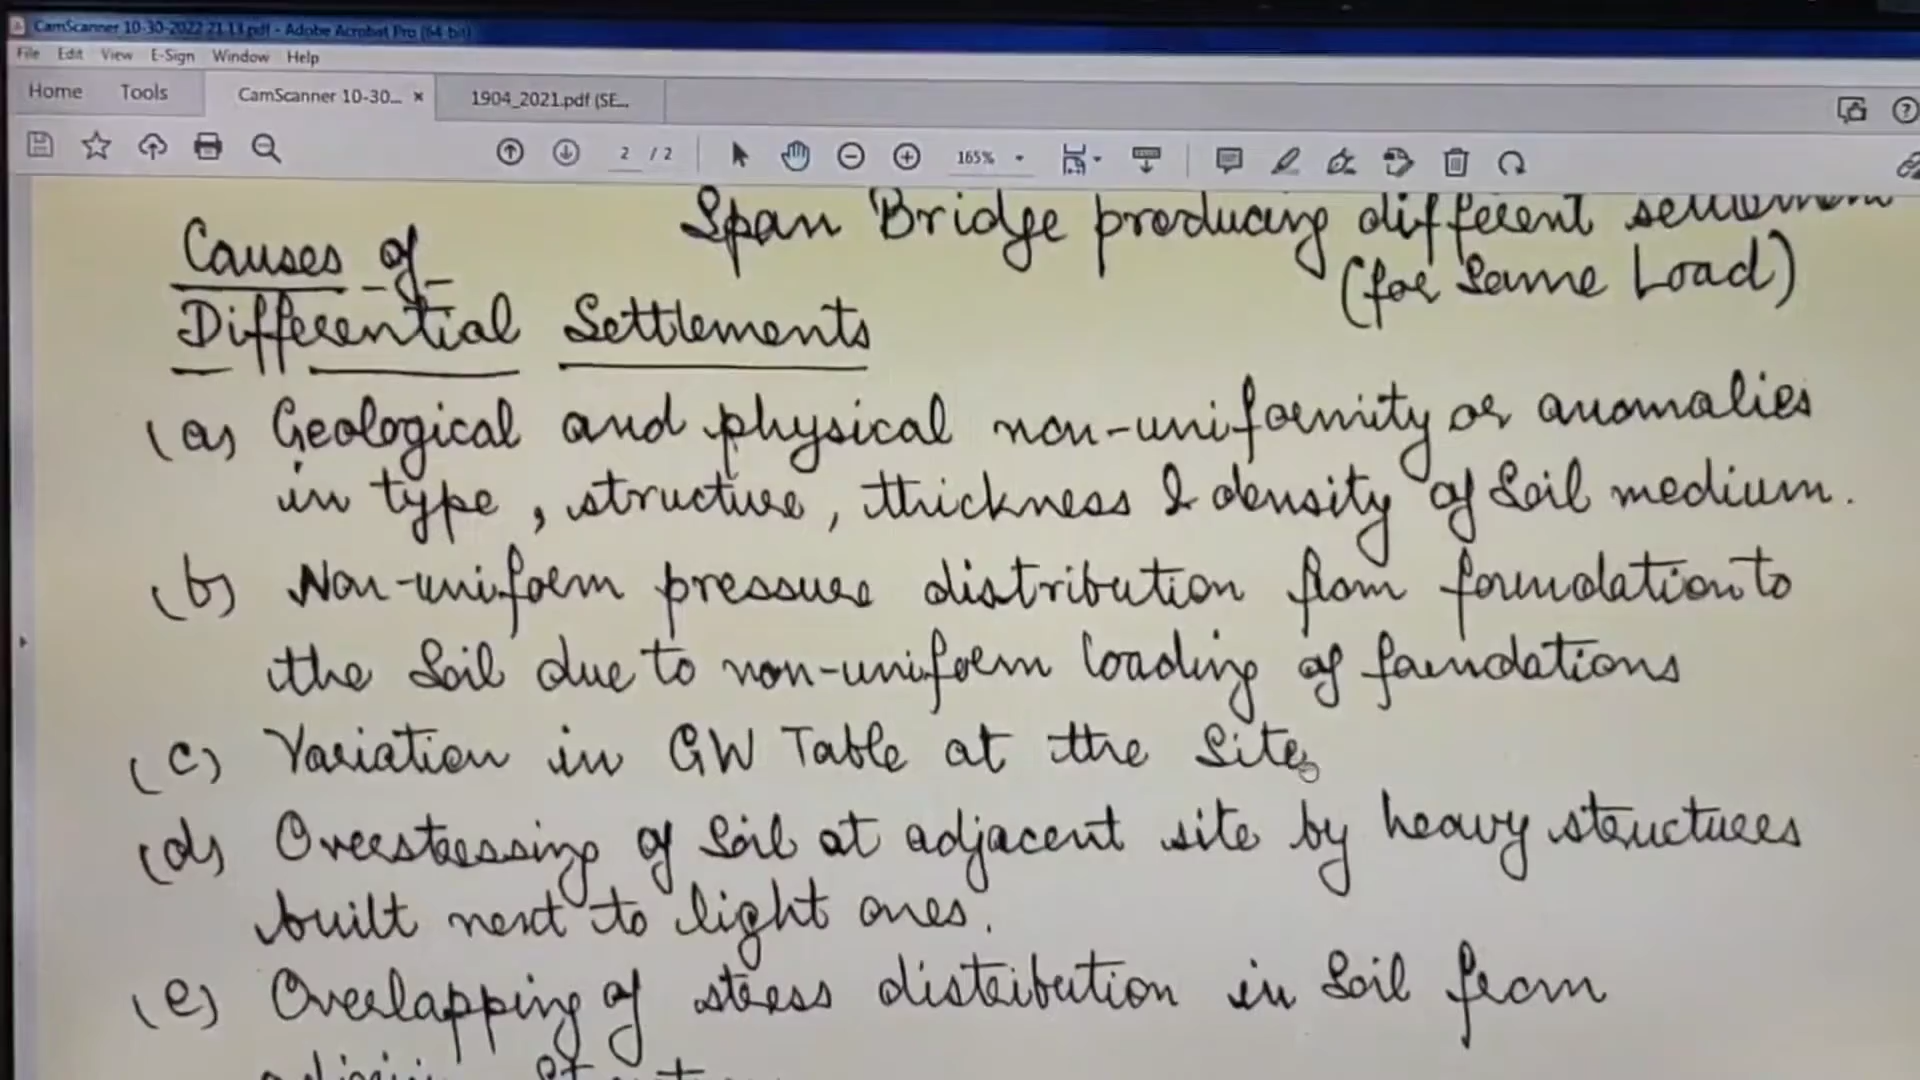 CamScanner 10-30-2022 21.13.pdf - Adobe Acrobat Pro (64-bit)
File Edit View E-Sign Window Help
Home Tools CamScanner 10-30... × 1904_2021.pdf (SE...
2 / 2 165%
Span Bridge producing different settlement
(for Same Load)
Causes of
Differential Settlements
(a) Geological and physical non-uniformity or anomalies
in type, structure, thickness & density of Soil medium.
(b) Non-uniform pressure distribution from foundation to
the Soil due to non-uniform loading of foundations
(c) Variation in GW Table at the Site
(d) Overstressing of Soil at adjacent site by heavy structures
built next to light ones.
(e) Overlapping of stress distribution in Soil from